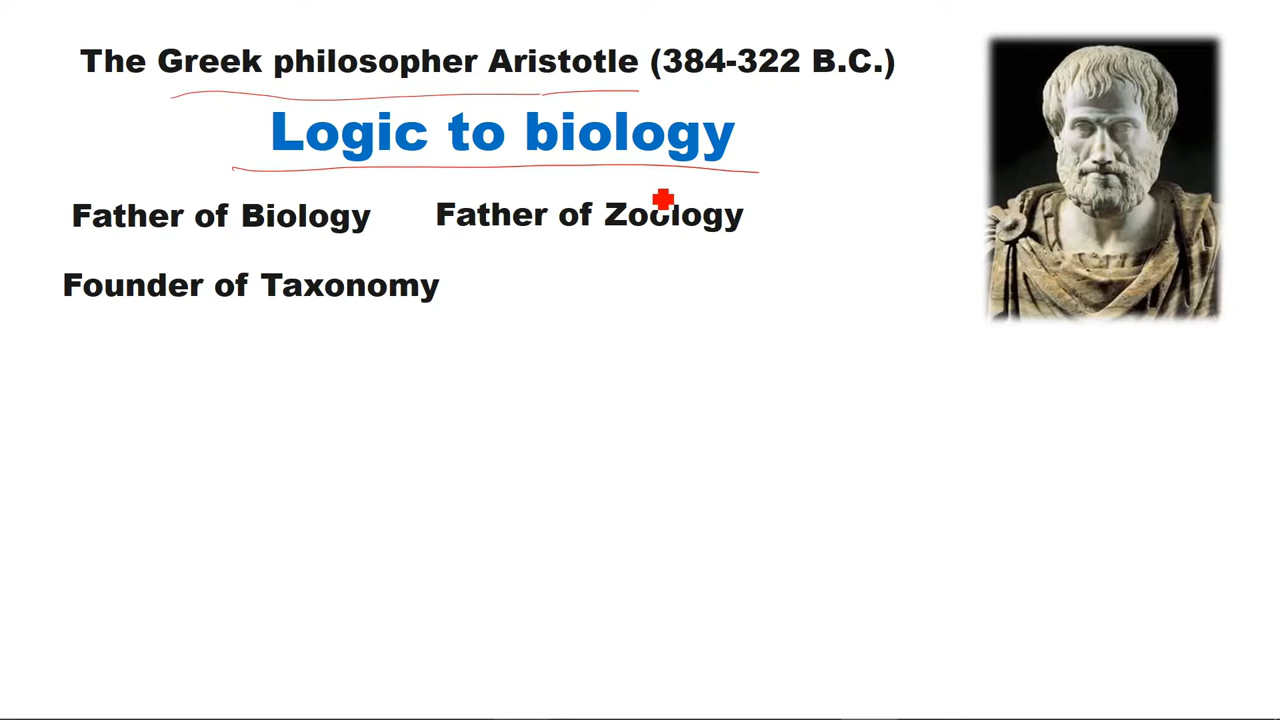 The Greek philosopher Aristotle (384-322 B.C.)
Logic to biology
Father of Biology Father of Zoology
Founder of Taxonomy